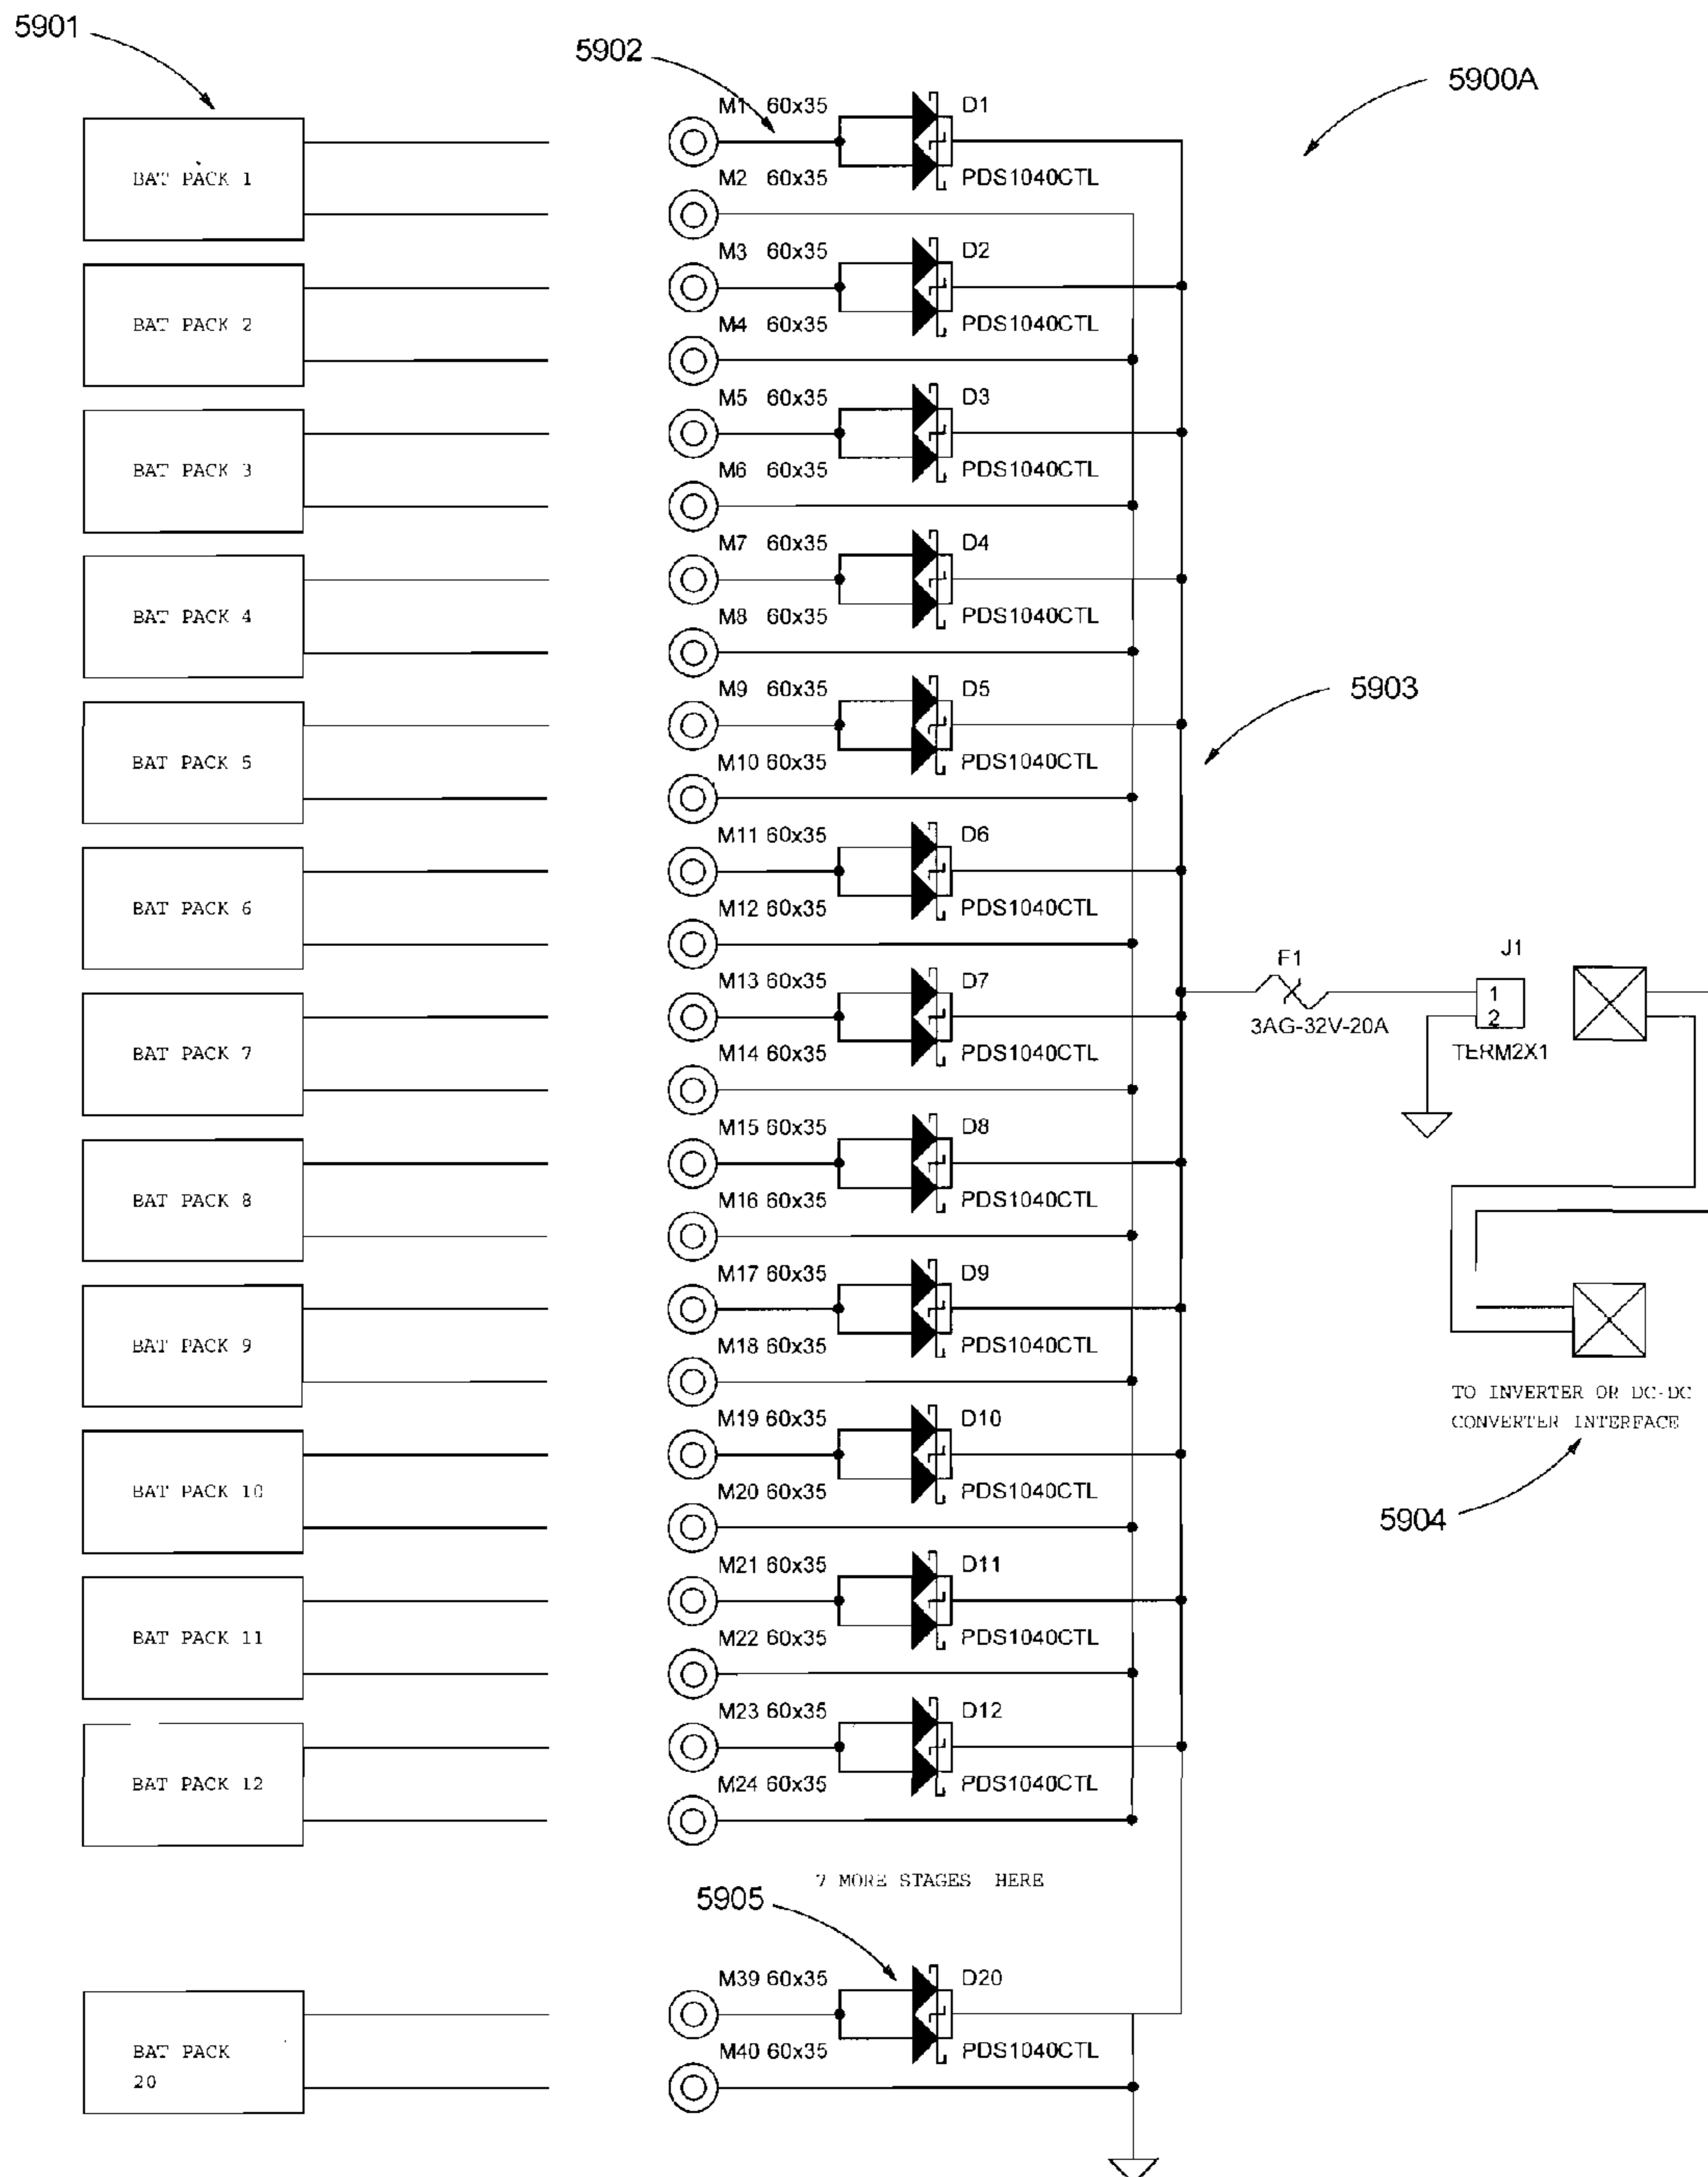 5901
5902
5900A
M1 60x35 D1
BAT PACK 1
M2 60x35 PDS1040CTL
M3 60x35 D2
BAT PACK 2
M4 60x35 PDS1040CTL
M5 60x35 D3
BAT PACK 3
M6 60x35 PDS1040CTL
M7 60x35 D4
BAT PACK 4
M8 60x35 PDS1040CTL
5903
M9 60x35 D5
BAT PACK 5
M10 60x35 PDS1040CTL
M11 60x35 D6
BAT PACK 6
M12 60x35 PDS1040CTL
F1
J1
M13 60x35 D7
1
2
3AG-32V-20A
TERM2X1
BAT PACK 7
M14 60x35 PDS1040CTL
M15 60x35 D8
BAT PACK 8
M16 60x35 PDS1040CTL
M17 60x35 D9
BAT PACK 9
M18 60x35 PDS1040CTL
TO INVERTER OR DC-DC
CONVERTER INTERFACE
M19 60x35 D10
BAT PACK 10
M20 60x35 PDS1040CTL
5904
M21 60x35 D11
BAT PACK 11
M22 60x35 PDS1040CTL
M23 60x35 D12
BAT PACK 12
M24 60x35 PDS1040CTL
7 MORE STAGES HERE
5905
M39 60x35 D20
BAT PACK
20
M40 60x35 PDS1040CTL